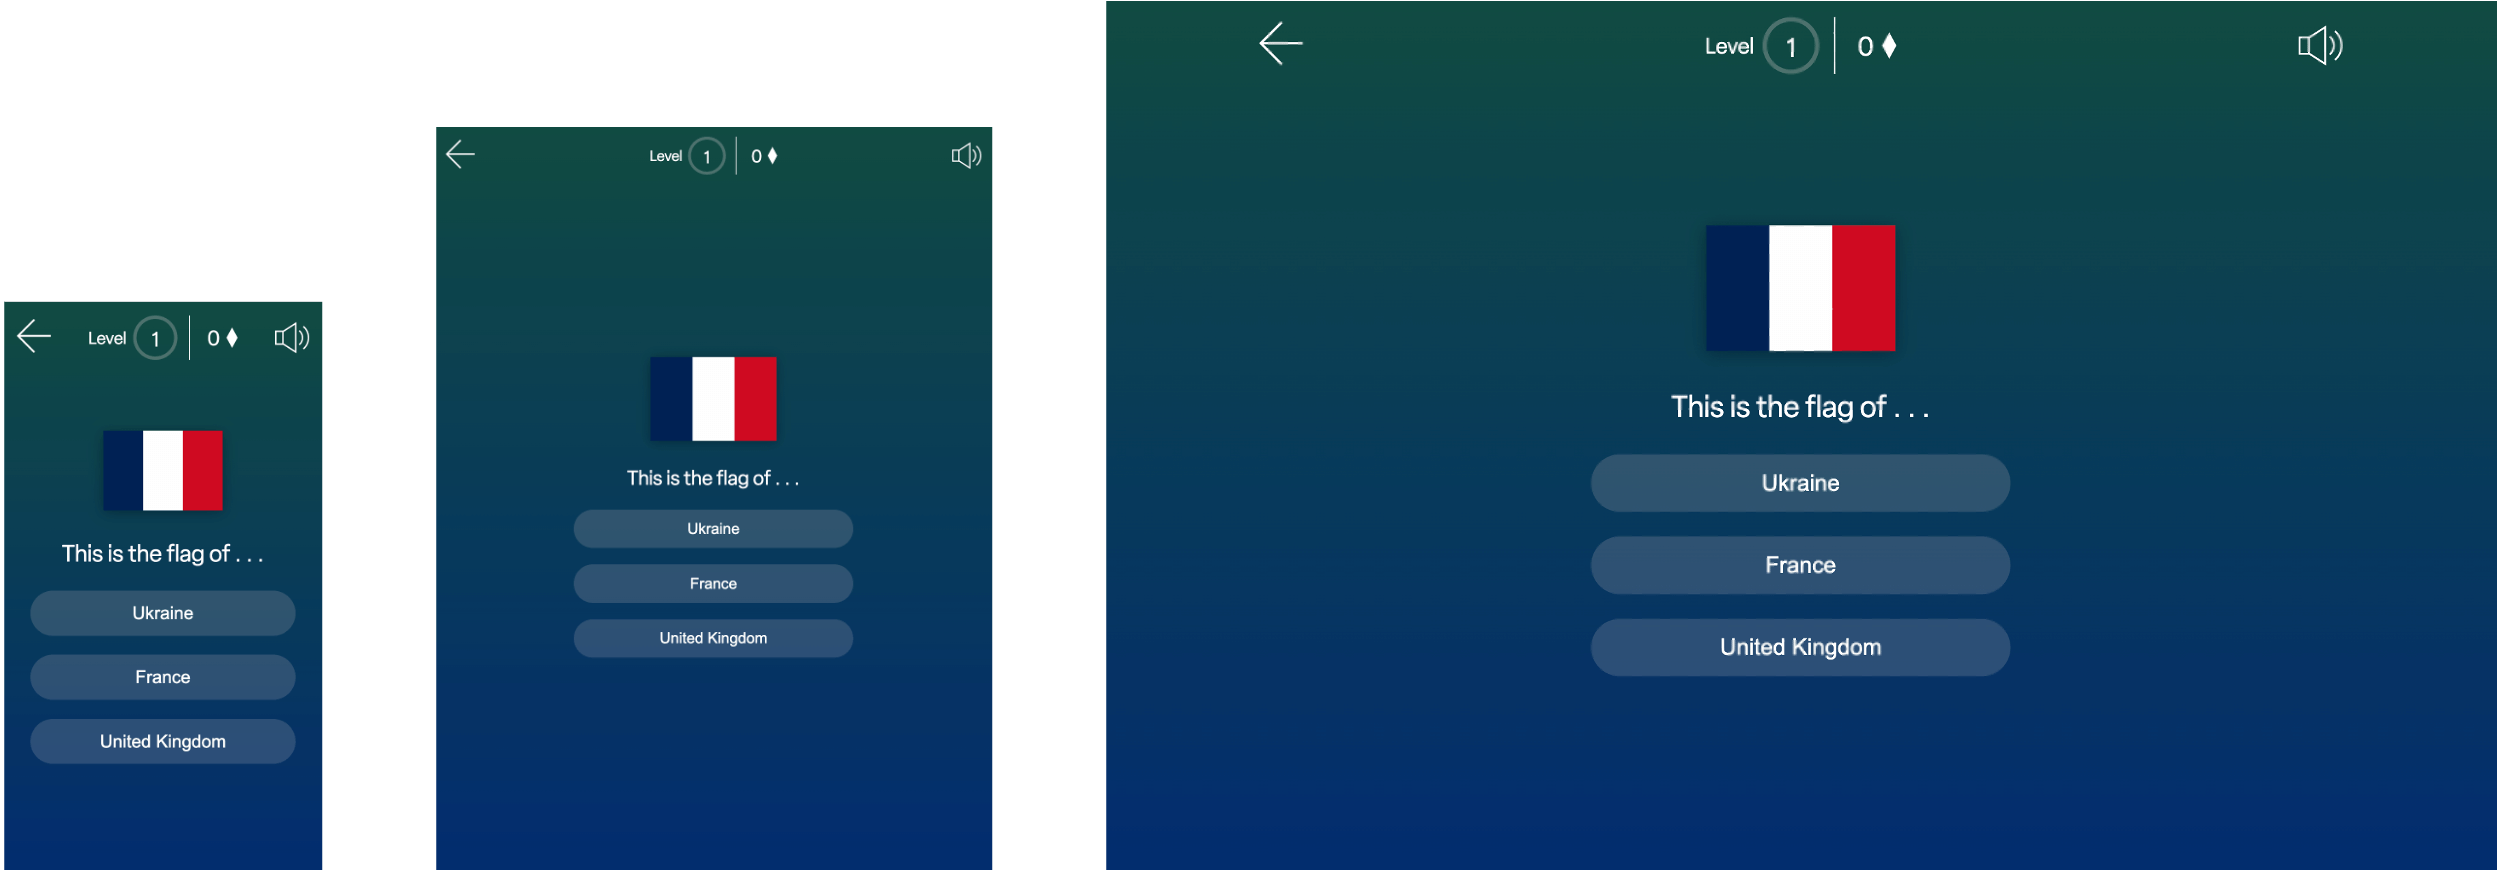 Level 1 0
This is the flag of . . .
Ukraine
France
United Kingdom
Level 1 0
This is the flag of . . .
Ukraine
France
United Kingdom
Level 1 0
This is the flag of . . .
Ukraine
France
United Kingdom